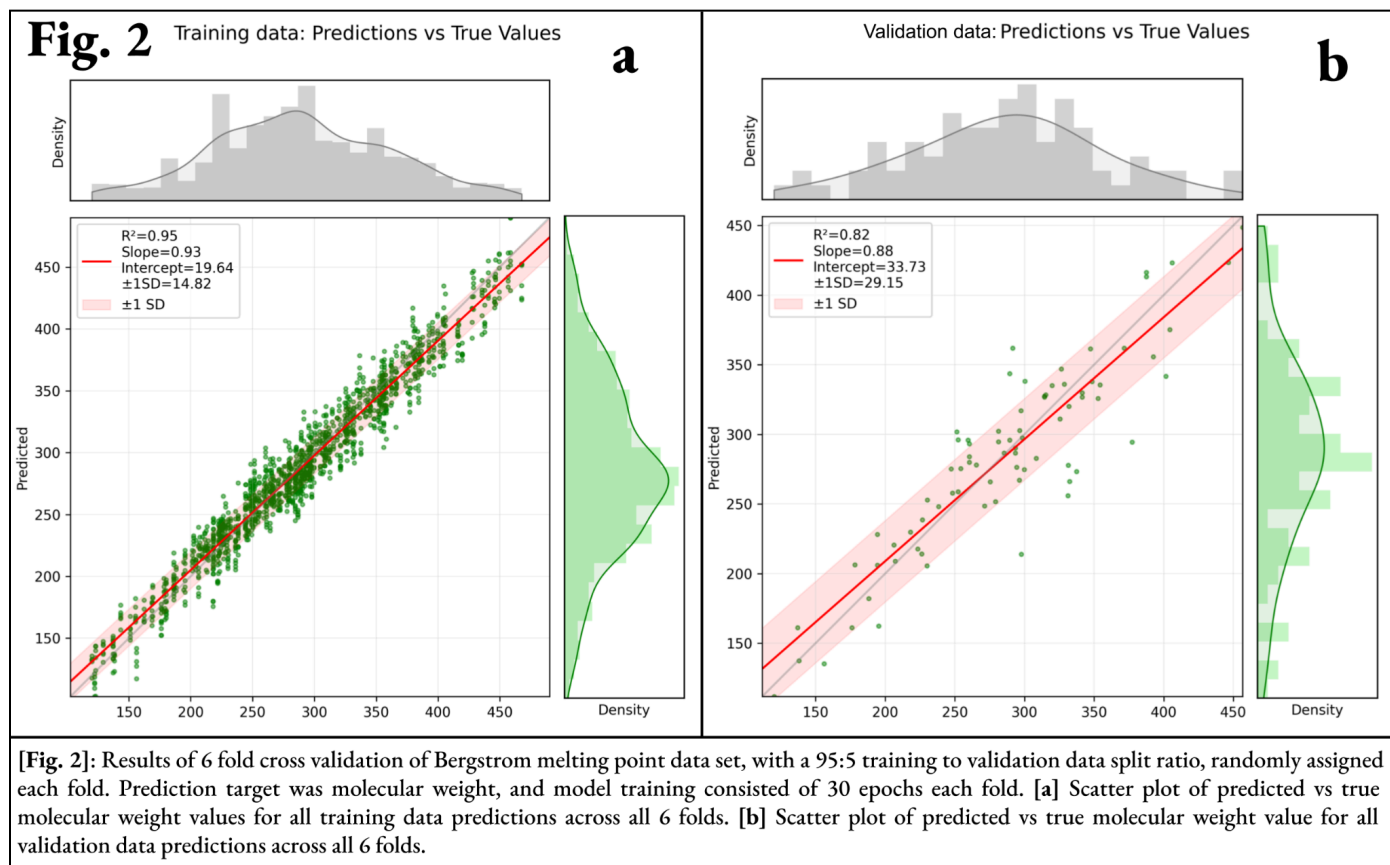 Fig. 2
Training data: Predictions vs True Values
a
Density
R²=0.95
Slope=0.93
Intercept=19.64
±1SD=14.82
±1 SD
450
400
350
300
250
200
150
Predicted
150 200 250 300 350 400 450
Density
Validation data: Predictions vs True Values
b
Density
R²=0.82
Slope=0.88
Intercept=33.73
±1SD=29.15
±1 SD
450
400
350
300
250
200
150
Predicted
150 200 250 300 350 400 450
Density
[Fig. 2]: Results of 6 fold cross validation of Bergstrom melting point data set, with a 95:5 training to validation data split ratio, randomly assigned
each fold. Prediction target was molecular weight, and model training consisted of 30 epochs each fold. [a] Scatter plot of predicted vs true
molecular weight values for all training data predictions across all 6 folds. [b] Scatter plot of predicted vs true molecular weight value for all
validation data predictions across all 6 folds.